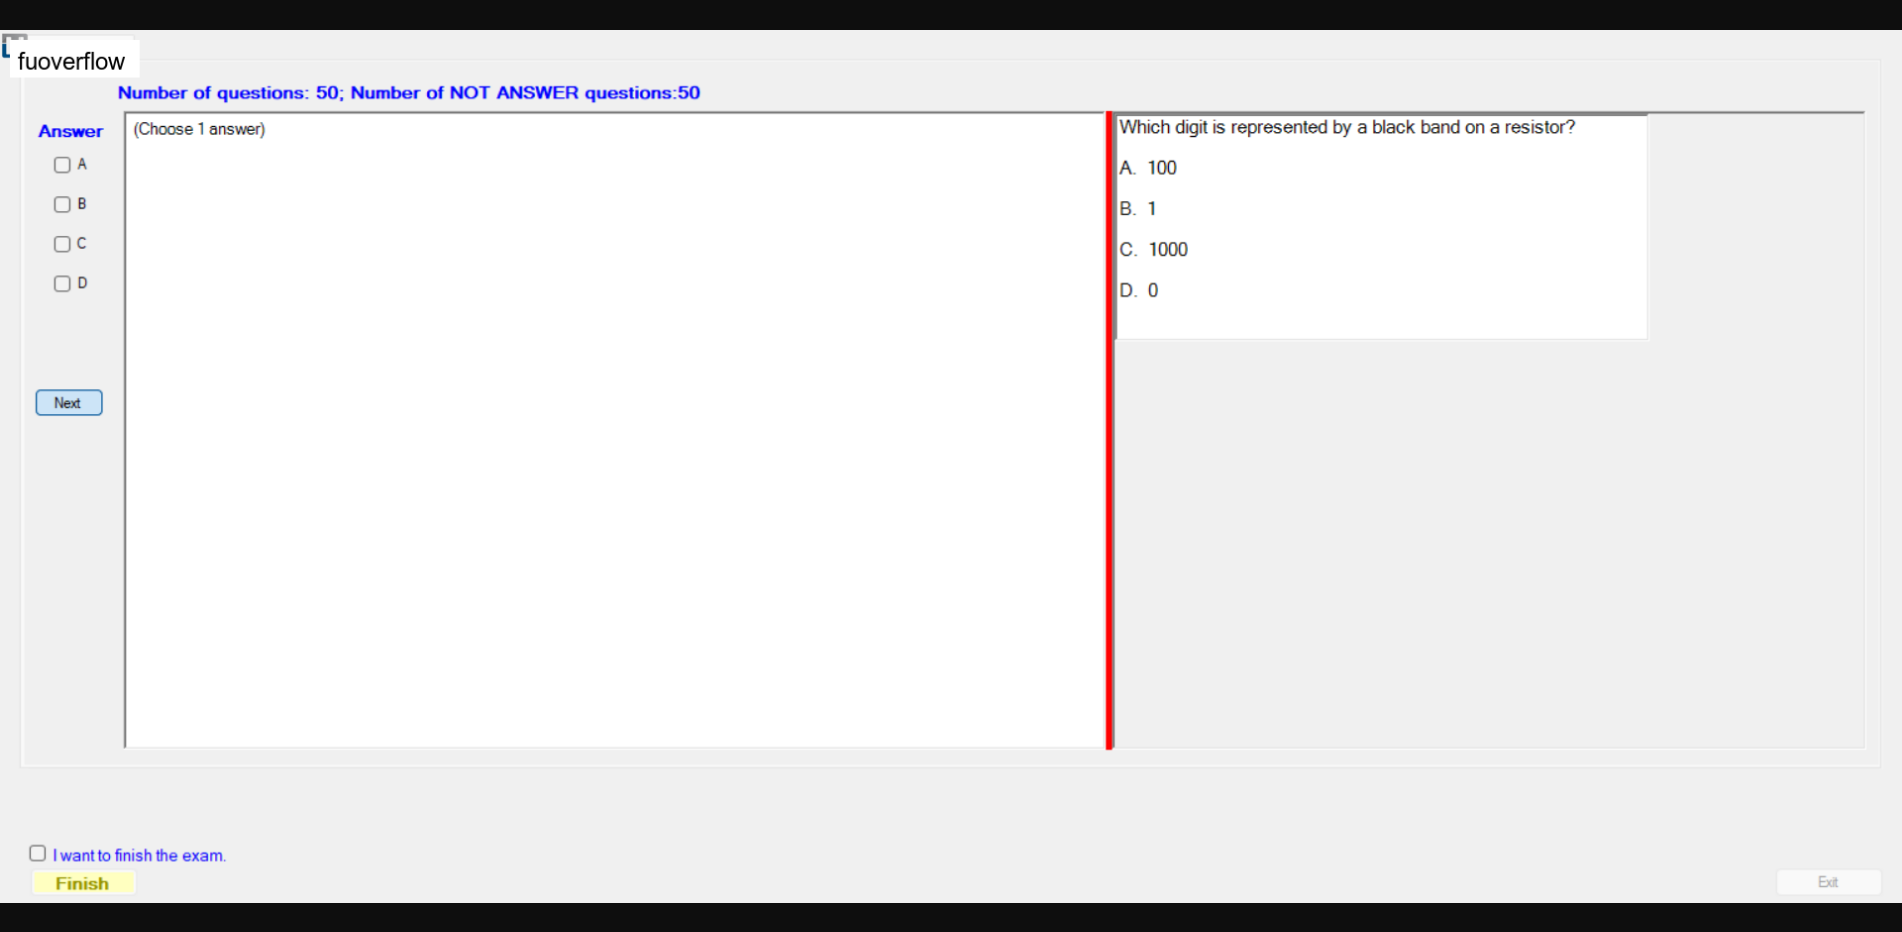 fuoverflow
Number of questions: 50; Number of NOT ANSWER questions:50
Answer
A
B
C
D
Next
(Choose 1 answer)
Which digit is represented by a black band on a resistor?
A. 100
B. 1
C. 1000
D. 0
I want to finish the exam.
Finish
Exit